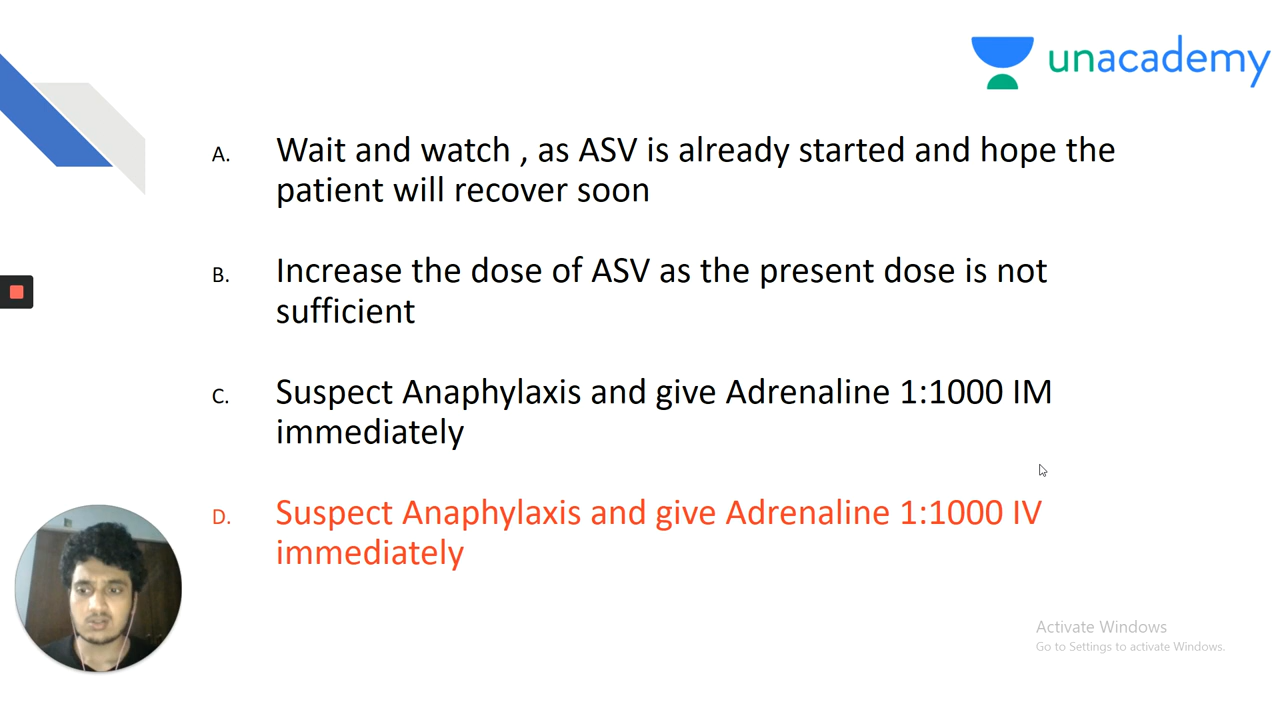 unacademy
A. Wait and watch , as ASV is already started and hope the
patient will recover soon
B. Increase the dose of ASV as the present dose is not
sufficient
C. Suspect Anaphylaxis and give Adrenaline 1:1000 IM
immediately
D. Suspect Anaphylaxis and give Adrenaline 1:1000 IV
immediately
Activate Windows
Go to Settings to activate Windows.